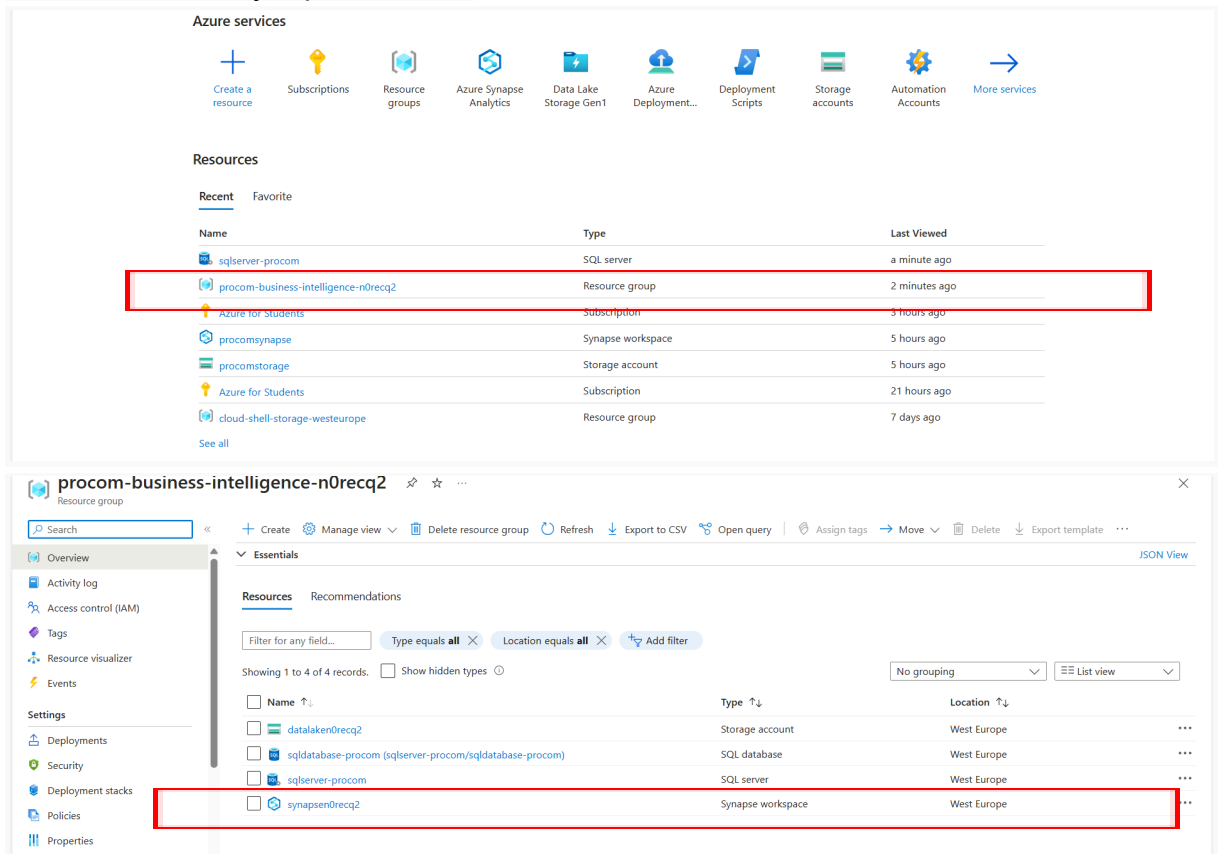 Azure services
Create a resource
Subscriptions
Resource groups
Azure Synapse Analytics
Data Lake Storage Gen1
Azure Deployment...
Deployment Scripts
Storage accounts
Automation Accounts
More services
Resources
Recent Favorite
Name Type Last Viewed
sqlserver-procom SQL server a minute ago
procom-business-intelligence-n0recq2 Resource group 2 minutes ago
Azure for Students Subscription 3 hours ago
procomsynapse Synapse workspace 5 hours ago
procomstorage Storage account 5 hours ago
Azure for Students Subscription 21 hours ago
cloud-shell-storage-westeurope Resource group 7 days ago
See all
procom-business-intelligence-n0recq2 ...
Resource group
Search
Overview
Activity log
Access control (IAM)
Tags
Resource visualizer
Events
Settings
Deployments
Security
Deployment stacks
Policies
Properties
Create Manage view Delete resource group Refresh Export to CSV Open query Assign tags Move Delete Export template ...
Essentials JSON View
Resources Recommendations
Filter for any field... Type equals all Location equals all Add filter
Showing 1 to 4 of 4 records. Show hidden types No grouping List view
Name Type Location
datalaken0recq2 Storage account West Europe ...
sqldatabase-procom (sqlserver-procom/sqldatabase-procom) SQL database West Europe ...
sqlserver-procom SQL server West Europe ...
synapsen0recq2 Synapse workspace West Europe ...